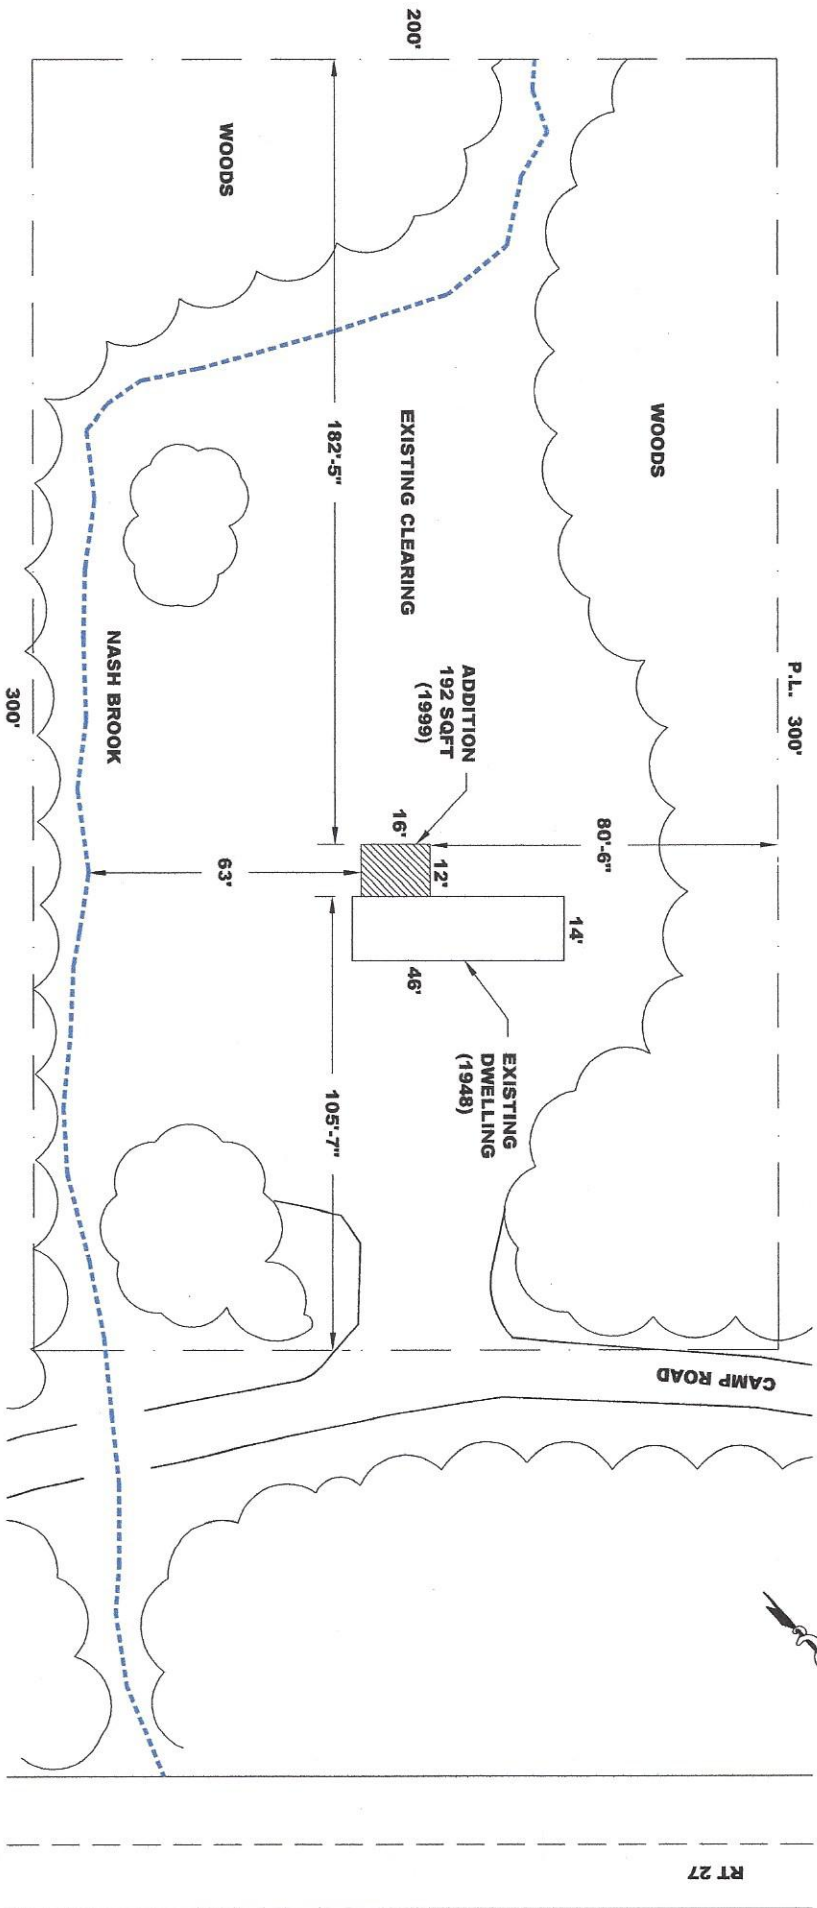 200'
WOODS
WOODS
P.L. 300'
EXISTING CLEARING
182'-5"
ADDITION
192 SQFT
(1999)
80'-6"
16'
12'
14'
46'
63'
NASH BROOK
300'
EXISTING
DWELLING
(1948)
105'-7"
CAMP ROAD
RT 27